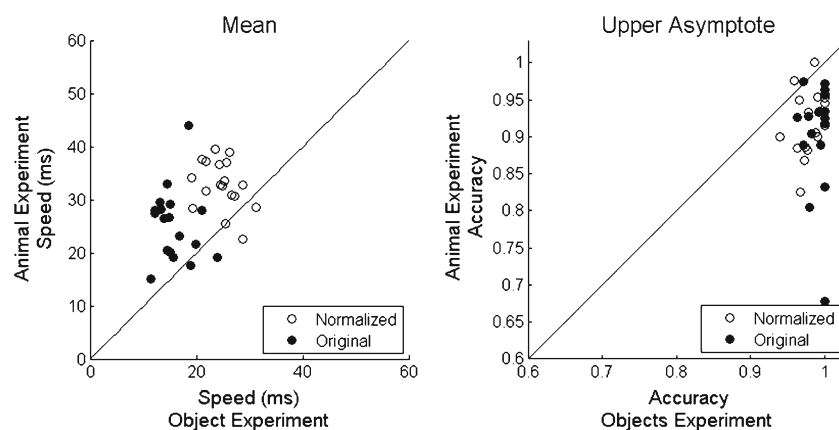 Mean
60
50
40
30
20
10
0
Animal Experiment
Speed (ms)
Normalized
Original
0 20 40 60
Speed (ms)
Object Experiment
Upper Asymptote
1
0.95
0.9
0.85
0.8
0.75
0.7
0.65
0.6
Animal Experiment
Accuracy
Normalized
Original
0.6 0.7 0.8 0.9 1
Accuracy
Objects Experiment